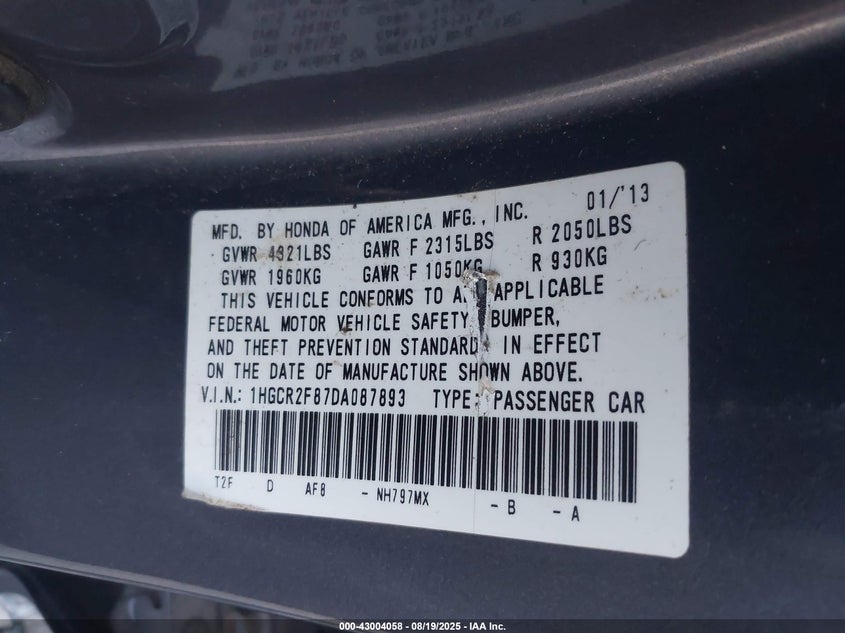 MFD. BY HONDA OF AMERICA MFG., INC. 01/'13
GVWR 4321LBS GAWR F 2315LBS R 2050LBS
GVWR 1960KG GAWR F 1050KG R 930KG
THIS VEHICLE CONFORMS TO APPLICABLE
FEDERAL MOTOR VEHICLE SAFETY, BUMPER,
AND THEFT PREVENTION STANDARD IN EFFECT
ON THE DATE OF MANUFACTURE SHOWN ABOVE.
V.I.N.: 1HGCR2F87DA087893 TYPE: PASSENGER CAR
T2F D AF8 - NH797MX - B - A
000-43004058 - 08/19/2025 - IAA Inc.